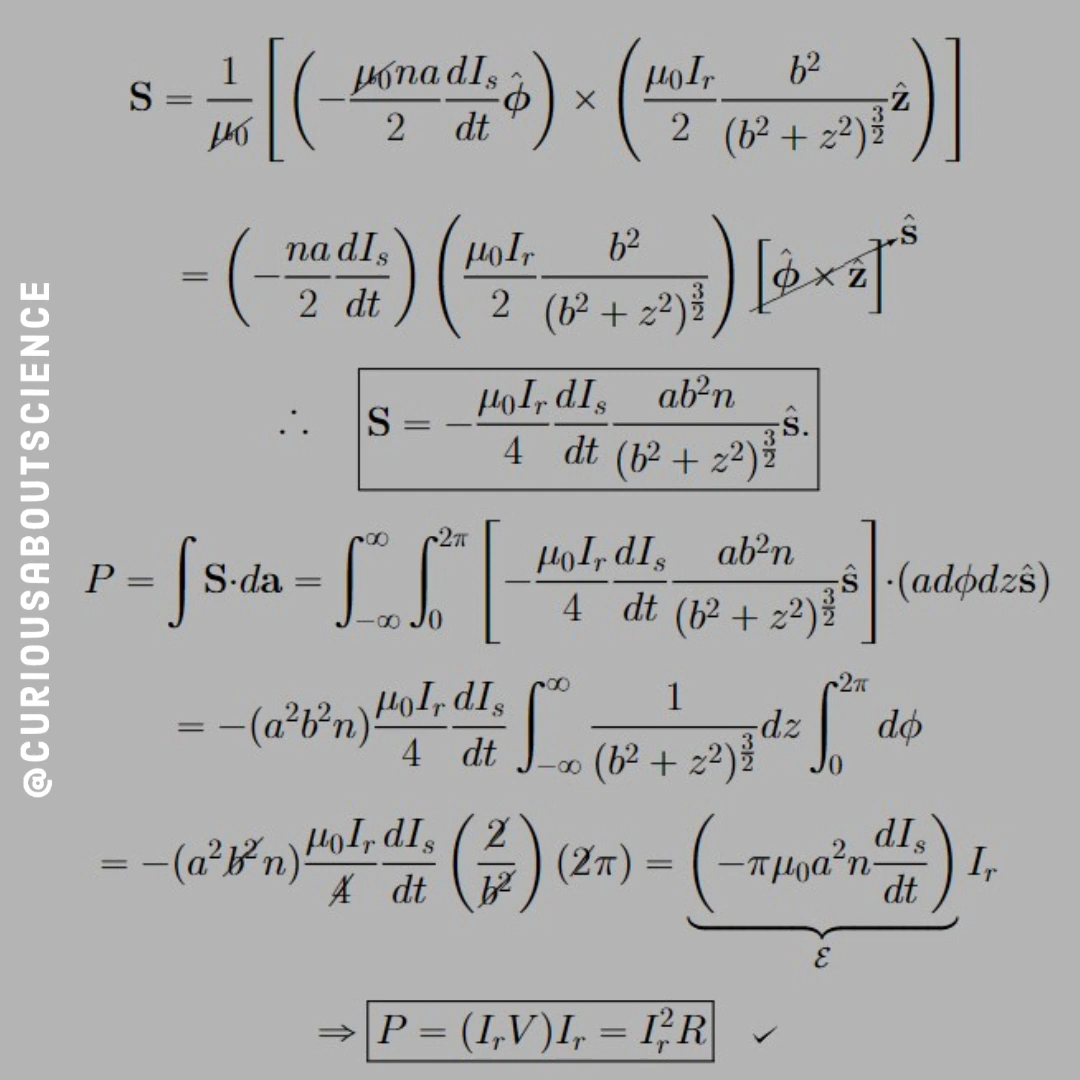 @CURIOUSABOUTSCIENCE
S = 1/μ₀ [(−(μ₀na/2)(dIₛ/dt) φ̂) × ((μ₀Iᵣ/2) b²/(b² + z²)^(3/2) ẑ)]
= (−(na/2)(dIₛ/dt)) ((μ₀Iᵣ/2) b²/(b² + z²)^(3/2)) [φ̂ × ẑ] ŝ
∴ S = −(μ₀Iᵣ/4)(dIₛ/dt) ab²n/(b² + z²)^(3/2) ŝ.
P = ∫ S·da = ∫_{−∞}^{∞} ∫_0^{2π} [−(μ₀Iᵣ/4)(dIₛ/dt) ab²n/(b² + z²)^(3/2) ŝ] ·(adφdzŝ)
= −(a²b²n)(μ₀Iᵣ/4)(dIₛ/dt) ∫_{−∞}^{∞} 1/(b² + z²)^(3/2) dz ∫_0^{2π} dφ
= −(a²b²n)(μ₀Iᵣ/4)(dIₛ/dt) (2/b²) (2π) = (−πμ₀a²n dIₛ/dt) Iᵣ
ℰ
⇒ P = (IᵣV)Iᵣ = Iᵣ²R ✓